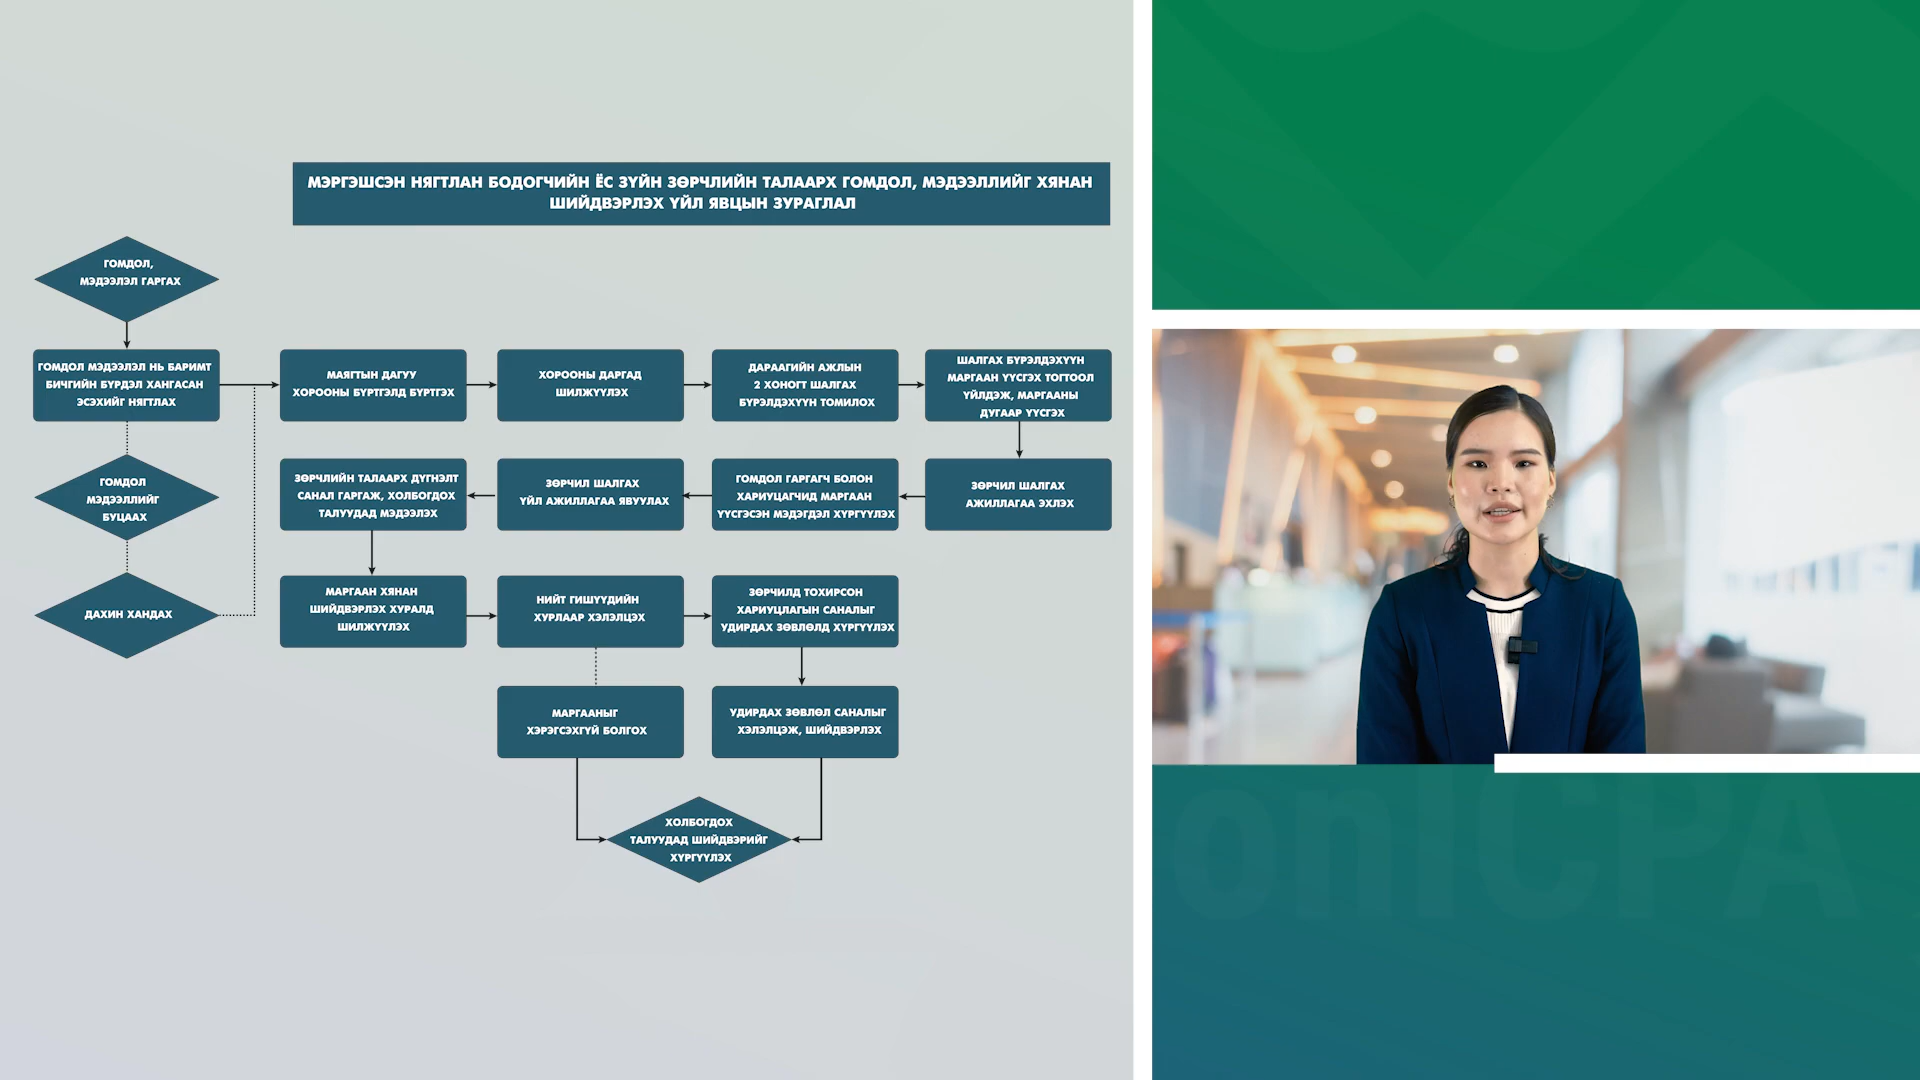 МЭРГЭШСЭН НЯГТЛАН БОДОГЧИЙН ЁС ЗҮЙН ЗӨРЧЛИЙН ТАЛААРХ ГОМДОЛ, МЭДЭЭЛЛИЙГ ХЯНАН
ШИЙДВЭРЛЭХ ҮЙЛ ЯВЦЫН ЗУРАГЛАЛ
ГОМДОЛ,
МЭДЭЭЛЭЛ ГАРГАХ
ГОМДОЛ МЭДЭЭЛЭЛ НЬ БАРИМТ
БИЧГИЙН БҮРДЭЛ ХАНГАСАН
ЭСЭХИЙГ НЯГТЛАХ
МАЯГТЫН ДАГУУ
ХОРООНЫ БҮРТГЭЛД БҮРТГЭХ
ХОРООНЫ ДАРГАД
ШИЛЖҮҮЛЭХ
ДАРААГИЙН АЖЛЫН
2 ХОНОГТ ШАЛГАХ
БҮРЭЛДЭХҮҮН ТОМИЛОХ
ШАЛГАХ БҮРЭЛДЭХҮҮН
МАРГААН ҮҮСГЭХ ТОГТООЛ
ҮЙЛДЭЖ, МАРГААНЫ
ДУГААР ҮҮСГЭХ
ГОМДОЛ
МЭДЭЭЛЛИЙГ
БУЦААХ
ЗӨРЧЛИЙН ТАЛААРХ ДҮГНЭЛТ
САНАЛ ГАРГАЖ, ХОЛБОГДОХ
ТАЛУУДАД МЭДЭЭЛЭХ
ЗӨРЧИЛ ШАЛГАХ
ҮЙЛ АЖИЛЛАГАА ЯВУУЛАХ
ГОМДОЛ ГАРГАГЧ БОЛОН
ХАРИУЦАГЧИД МАРГААН
ҮҮСГЭСЭН МЭДЭГДЭЛ ХҮРГҮҮЛЭХ
ЗӨРЧИЛ ШАЛГАХ
АЖИЛЛАГАА ЭХЛЭХ
ДАХИН ХАНДАХ
МАРГААН ХЯНАН
ШИЙДВЭРЛЭХ ХУРАЛД
ШИЛЖҮҮЛЭХ
НИЙТ ГИШҮҮДИЙН
ХУРЛААР ХЭЛЭЛЦЭХ
ЗӨРЧИЛД ТОХИРСОН
ХАРИУЦЛАГЫН САНАЛЫГ
УДИРДАХ ЗӨВЛӨЛД ХҮРГҮҮЛЭХ
МАРГААНЫГ
ХЭРЭГСЭХГҮЙ БОЛГОХ
УДИРДАХ ЗӨВЛӨЛ САНАЛЫГ
ХЭЛЭЛЦЭЖ, ШИЙДВЭРЛЭХ
ХОЛБОГДОХ
ТАЛУУДАД ШИЙДВЭРИЙГ
ХҮРГҮҮЛЭХ
onICPA